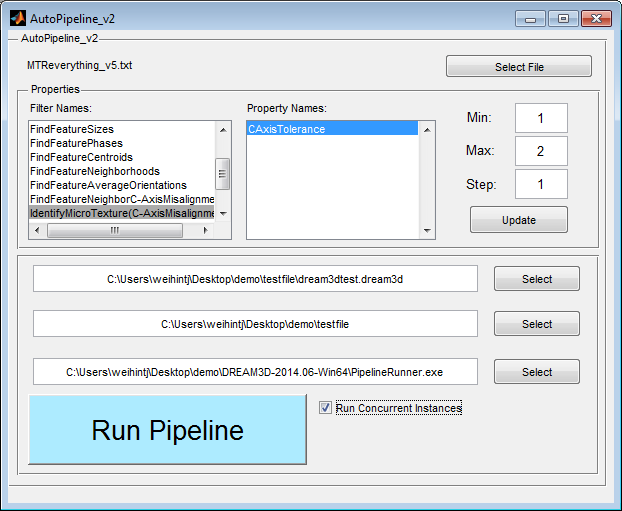 AutoPipeline_v2
AutoPipeline_v2
MTReverything_v5.txt
Select File
Properties
Filter Names:
Property Names:
FindFeatureSizes
FindFeaturePhases
FindFeatureCentroids
FindFeatureNeighborhoods
FindFeatureAverageOrientations
FindFeatureNeighborC-AxisMisalignme
IdentifyMicroTexture(C-AxisMisalignme
CAxisTolerance
Min: 1
Max: 2
Step: 1
Update
C:\Users\weihintj\Desktop\demo\testfile\dream3dtest.dream3d
Select
C:\Users\weihintj\Desktop\demo\testfile
Select
C:\Users\weihintj\Desktop\demo\DREAM3D-2014.06-Win64\PipelineRunner.exe
Select
Run Pipeline
Run Concurrent Instances